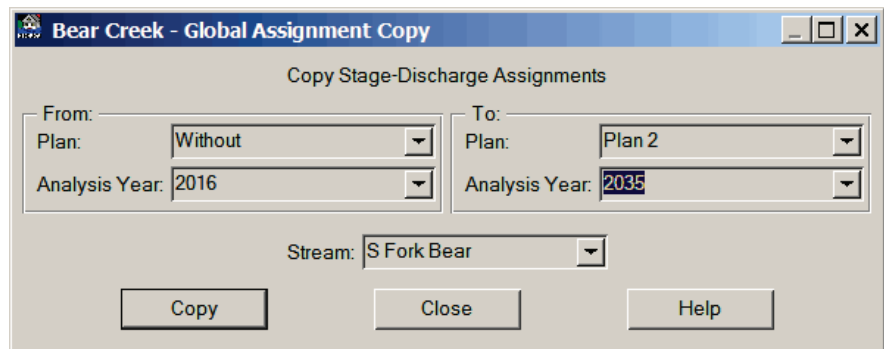 Bear Creek - Global Assignment Copy
Copy Stage-Discharge Assignments
From:
Plan: Without
Analysis Year: 2016
To:
Plan: Plan 2
Analysis Year: 2035
Stream: S Fork Bear
Copy Close Help